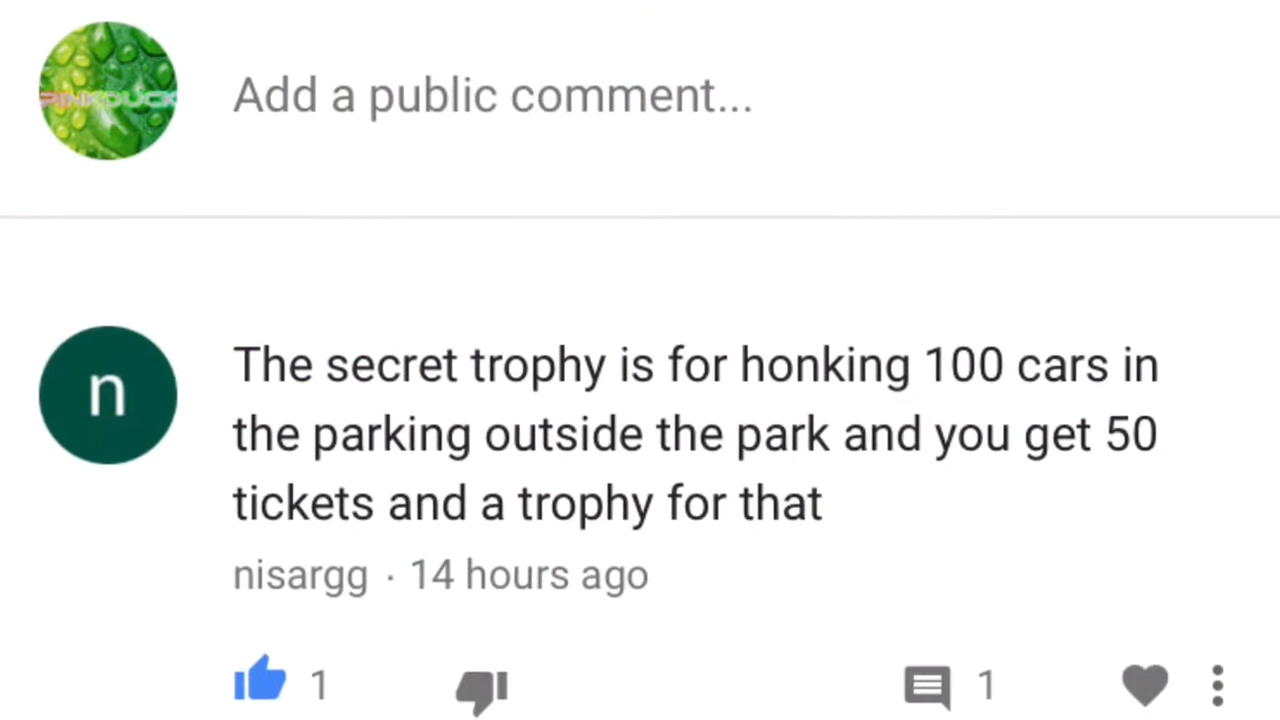 PINKDUCK
Add a public comment...
n
The secret trophy is for honking 100 cars in
the parking outside the park and you get 50
tickets and a trophy for that
nisargg · 14 hours ago
1
1